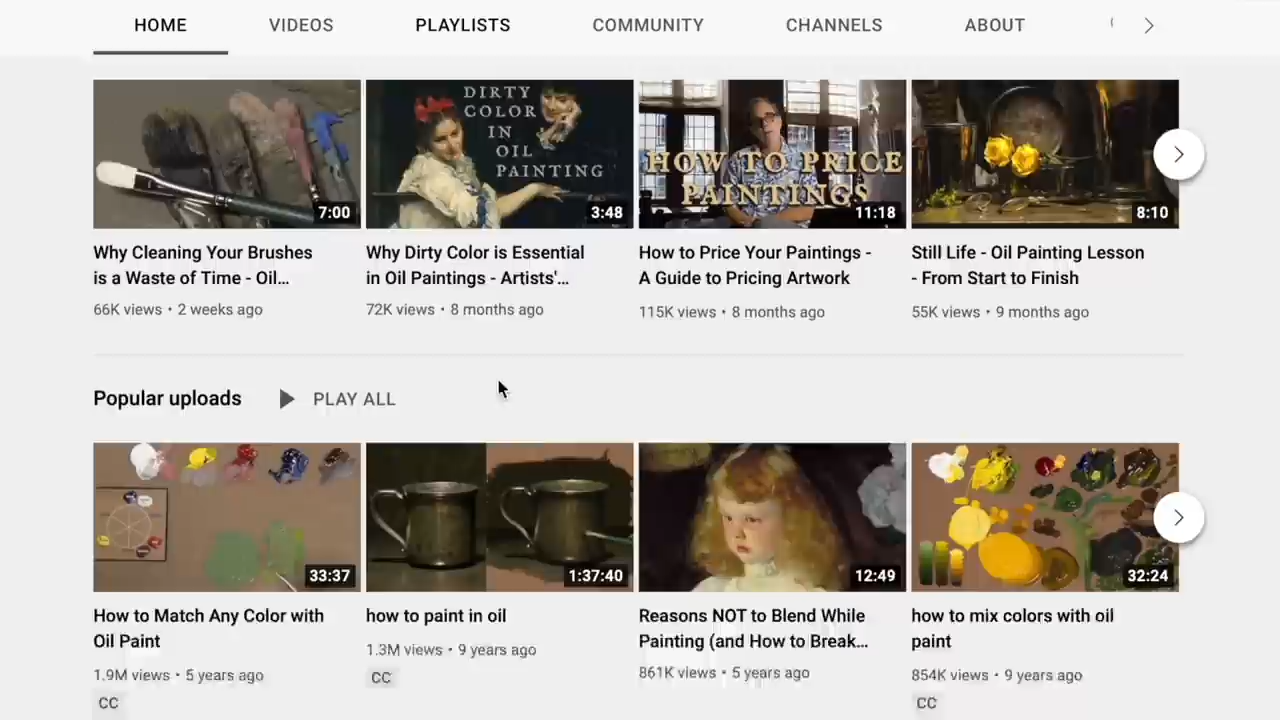 HOME VIDEOS PLAYLISTS COMMUNITY CHANNELS ABOUT
DIRTY
COLOR
IN
OIL
PAINTING
HOW TO PRICE
PAINTINGS
7:00 3:48 11:18 8:10
Why Cleaning Your Brushes
is a Waste of Time - Oil...
66K views • 2 weeks ago
Why Dirty Color is Essential
in Oil Paintings - Artists'...
72K views • 8 months ago
How to Price Your Paintings -
A Guide to Pricing Artwork
115K views • 8 months ago
Still Life - Oil Painting Lesson
- From Start to Finish
55K views • 9 months ago
Popular uploads PLAY ALL
33:37 1:37:40 12:49 32:24
How to Match Any Color with
Oil Paint
1.9M views • 5 years ago
CC
how to paint in oil
1.3M views • 9 years ago
CC
Reasons NOT to Blend While
Painting (and How to Break...
861K views • 5 years ago
how to mix colors with oil
paint
854K views • 9 years ago
CC